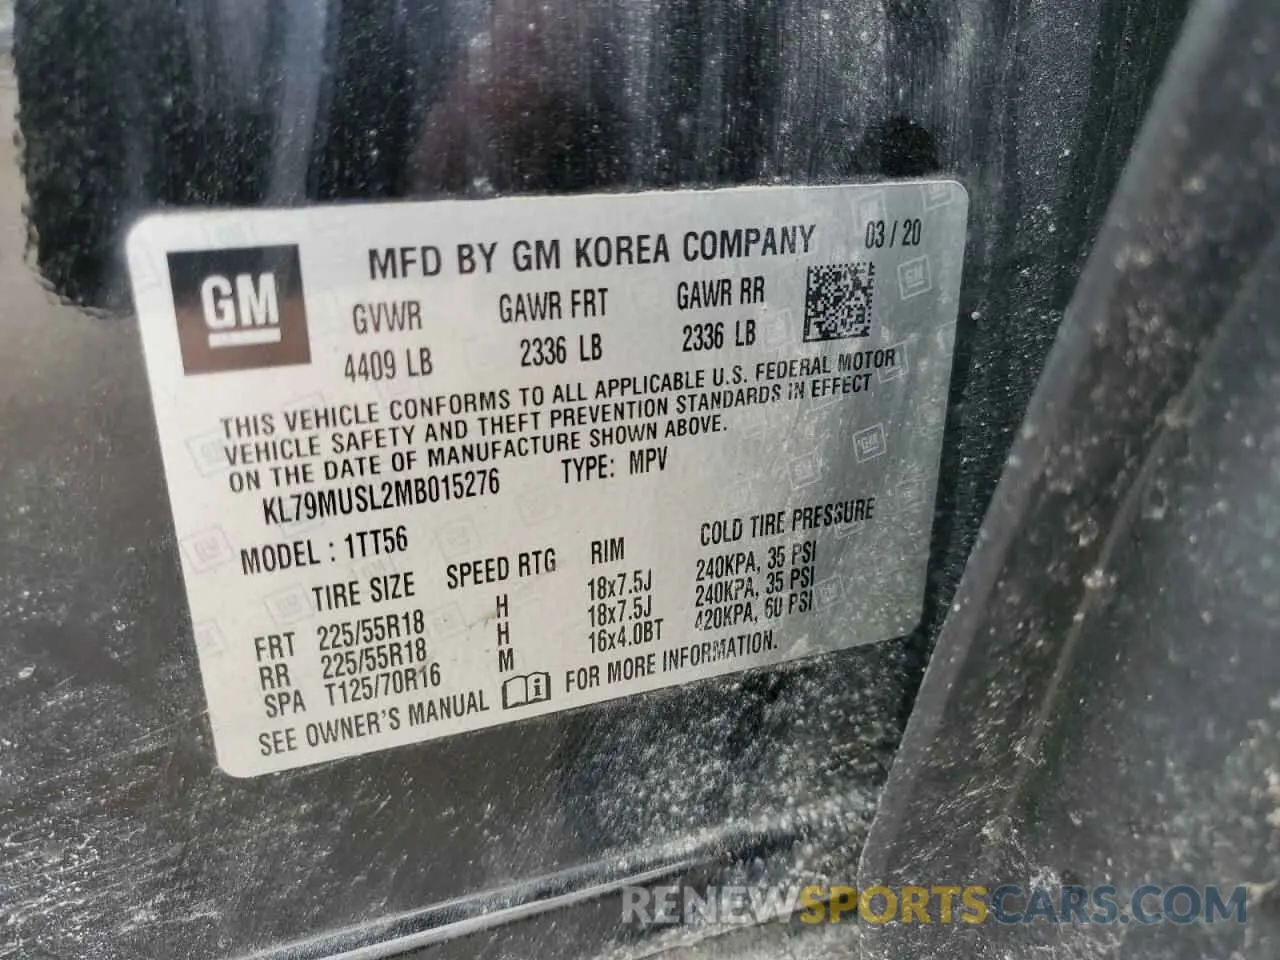 GM
MFD BY GM KOREA COMPANY 03/20
GVWR GAWR FRT GAWR RR
4409 LB 2336 LB 2336 LB
THIS VEHICLE CONFORMS TO ALL APPLICABLE U.S. FEDERAL MOTOR
VEHICLE SAFETY AND THEFT PREVENTION STANDARDS IN EFFECT
ON THE DATE OF MANUFACTURE SHOWN ABOVE.
KL79MUSL2MB015276 TYPE: MPV
MODEL : 1TT56
TIRE SIZE SPEED RTG RIM COLD TIRE PRESSURE
FRT 225/55R18 H 18x7.5J 240KPA, 35 PSI
RR 225/55R18 H 18x7.5J 240KPA, 35 PSI
SPA T125/70R16 M 16x4.0BT 420KPA, 60 PSI
SEE OWNER'S MANUAL FOR MORE INFORMATION.
RENEWSPORTSCARS.COM